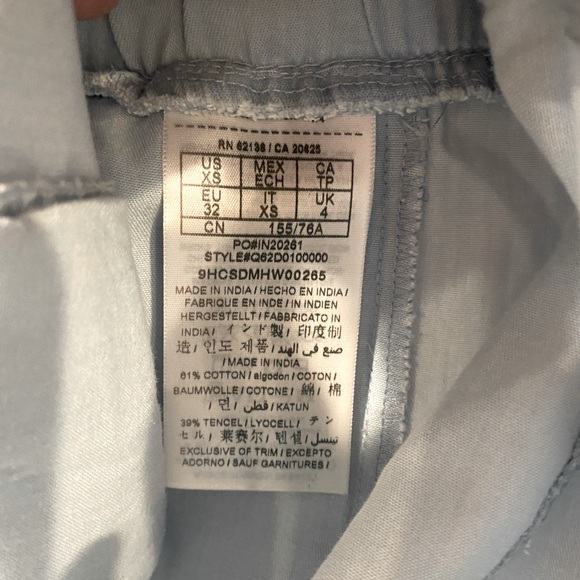 RN 62136 / CA 20625
US XS MEX ECH CA TP
EU 32 IT XS UK 4
CN 155/76A
PO#IN20261
STYLE#Q62D0100000
9HCSDMHW00265
MADE IN INDIA / HECHO EN INDIA /
FABRIQUE EN INDE / IN INDIEN
HERGESTELLT / FABBRICATO IN
INDIA / インド製 / 印度制
造 / 인도 제품 / صنع في الهند
/ MADE IN INDIA
61% COTTON / algodon / COTON /
BAUMWOLLE / COTONE / 綿 / 棉
/ 면 / قطن / KATUN
39% TENCEL / LYOCELL / テン
セル / 莱赛尔 / 텐셀 / تينسل
EXCLUSIVE OF TRIM / EXCEPTO
ADORNO / SAUF GARNITURES /